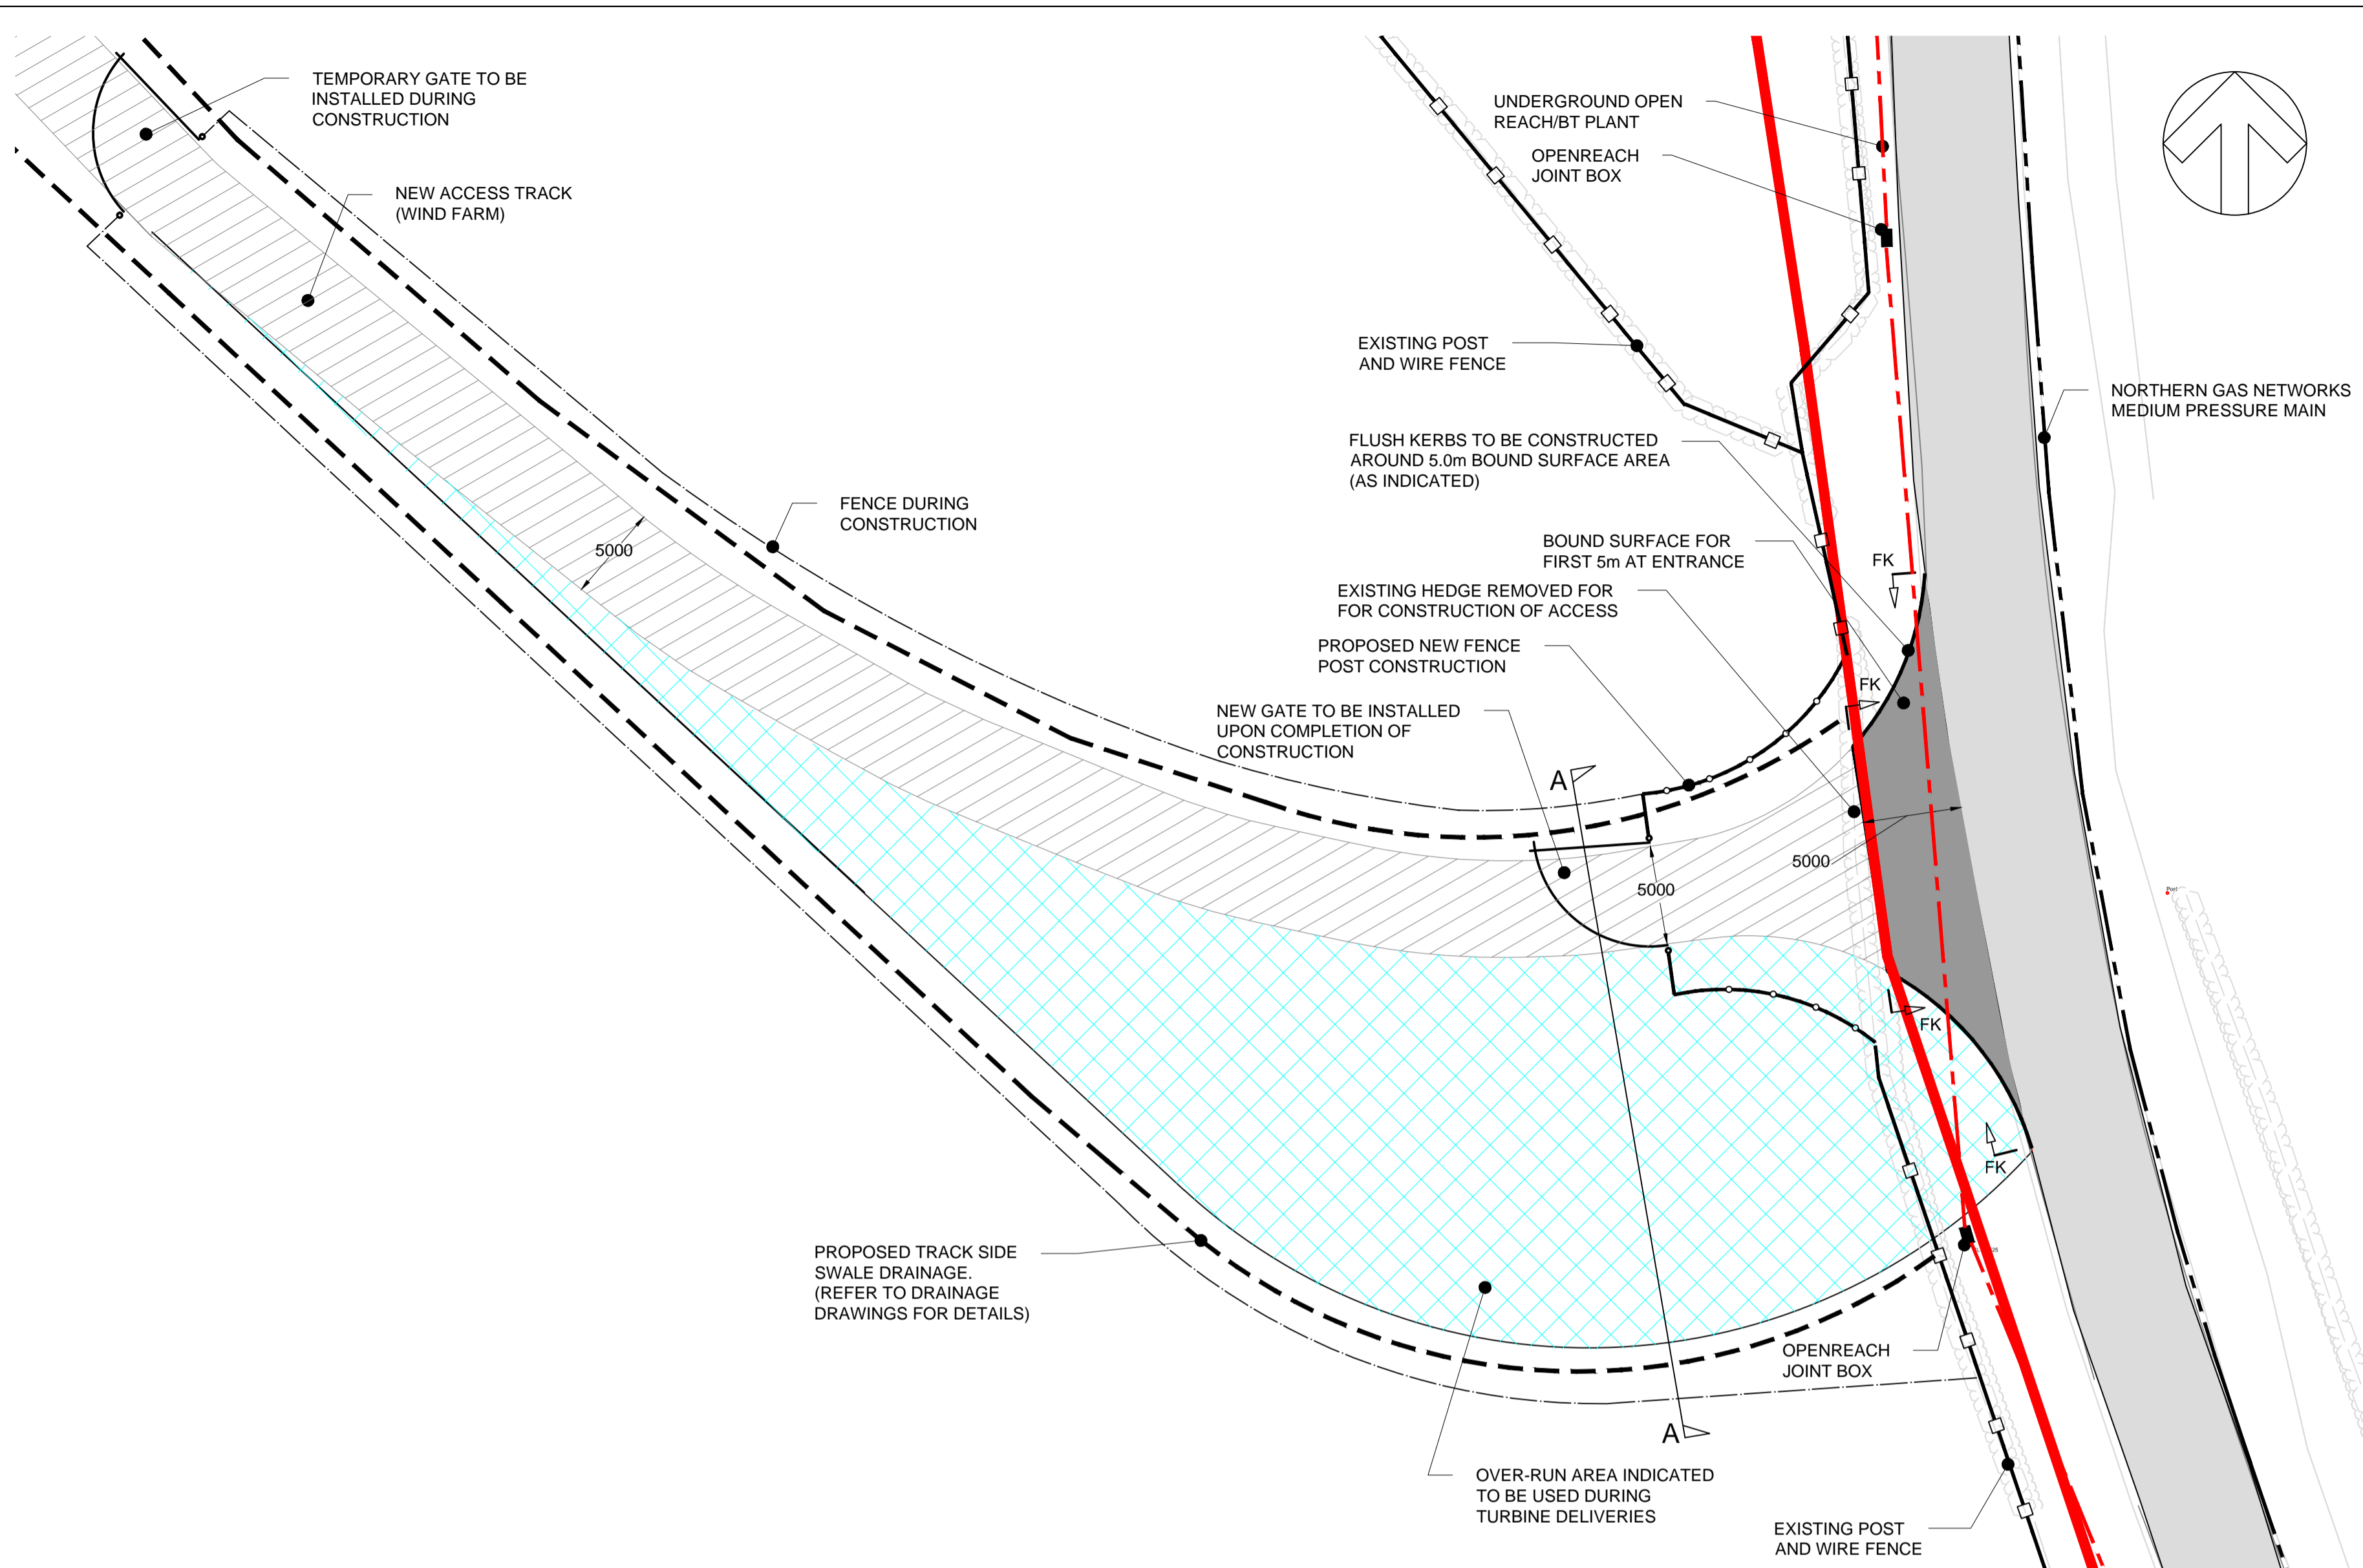 TEMPORARY GATE TO BE
INSTALLED DURING
CONSTRUCTION
NEW ACCESS TRACK
(WIND FARM)
UNDERGROUND OPEN
REACH/BT PLANT
OPENREACH
JOINT BOX
EXISTING POST
AND WIRE FENCE
NORTHERN GAS NETWORKS
MEDIUM PRESSURE MAIN
FLUSH KERBS TO BE CONSTRUCTED
AROUND 5.0m BOUND SURFACE AREA
(AS INDICATED)
FENCE DURING
CONSTRUCTION
5000
BOUND SURFACE FOR
FIRST 5m AT ENTRANCE
FK
EXISTING HEDGE REMOVED FOR
FOR CONSTRUCTION OF ACCESS
PROPOSED NEW FENCE
POST CONSTRUCTION
FK
NEW GATE TO BE INSTALLED
UPON COMPLETION OF
CONSTRUCTION
A
5000
5000
FK
FK
PROPOSED TRACK SIDE
SWALE DRAINAGE.
(REFER TO DRAINAGE
DRAWINGS FOR DETAILS)
OPENREACH
JOINT BOX
A
OVER-RUN AREA INDICATED
TO BE USED DURING
TURBINE DELIVERIES
EXISTING POST
AND WIRE FENCE